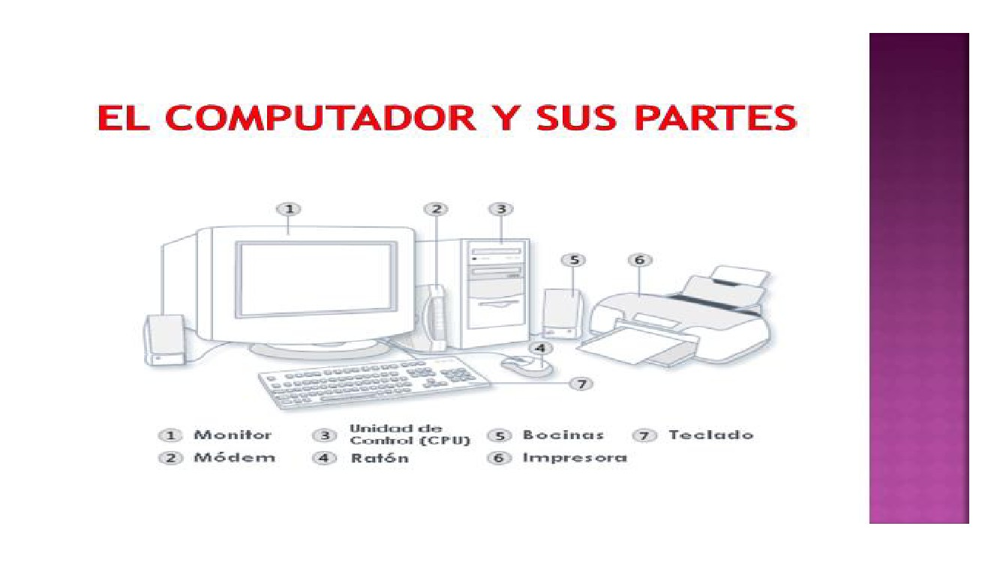 EL COMPUTADOR Y SUS PARTES
1 2 3
5 6
4
7
1 Monitor
2 Módem
3 Unidad de
Control (CPU)
4 Ratón
5 Bocinas
6 Impresora
7 Teclado